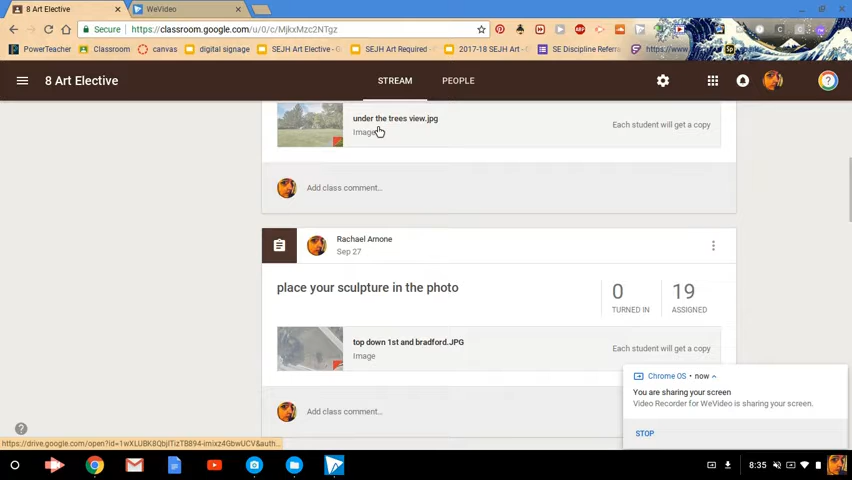 8 Art Elective
WeVideo
Secure https://classroom.google.com/u/0/c/MjkxMzc2NTgz
PowerTeacher Classroom canvas digital signage SEJH Art Elective - G SEJH Art Required - 2017-18 SEJH Art - SE Discipline Referr https://www. Sp
8 Art Elective STREAM PEOPLE
under the trees view.jpg
Image
Each student will get a copy
Add class comment...
Rachael Arnone
Sep 27
place your sculpture in the photo
0 19
TURNED IN ASSIGNED
top down 1st and bradford.JPG
Image
Each student will get a copy
Chrome OS • now
You are sharing your screen
Video Recorder for WeVideo is sharing your screen.
Add class comment...
STOP
8:35